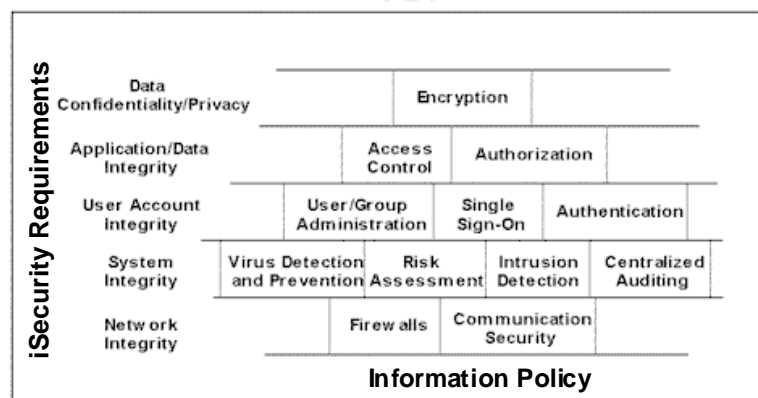 iSecurity Requirements
Data
Confidentiality/Privacy
Encryption
Application/Data
Integrity
Access
Control
Authorization
User Account
Integrity
User/Group
Administration
Single
Sign-On
Authentication
System
Integrity
Virus Detection
and Prevention
Risk
Assessment
Intrusion
Detection
Centralized
Auditing
Network
Integrity
Firewalls
Communication
Security
Information Policy